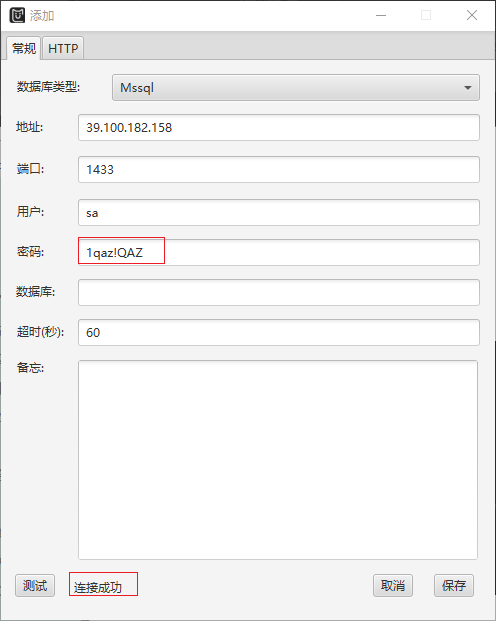 添加
常规 HTTP
数据库类型: Mssql
地址: 39.100.182.158
端口: 1433
用户: sa
密码: 1qaz!QAZ
数据库:
超时(秒): 60
备忘:
测试 连接成功 取消 保存